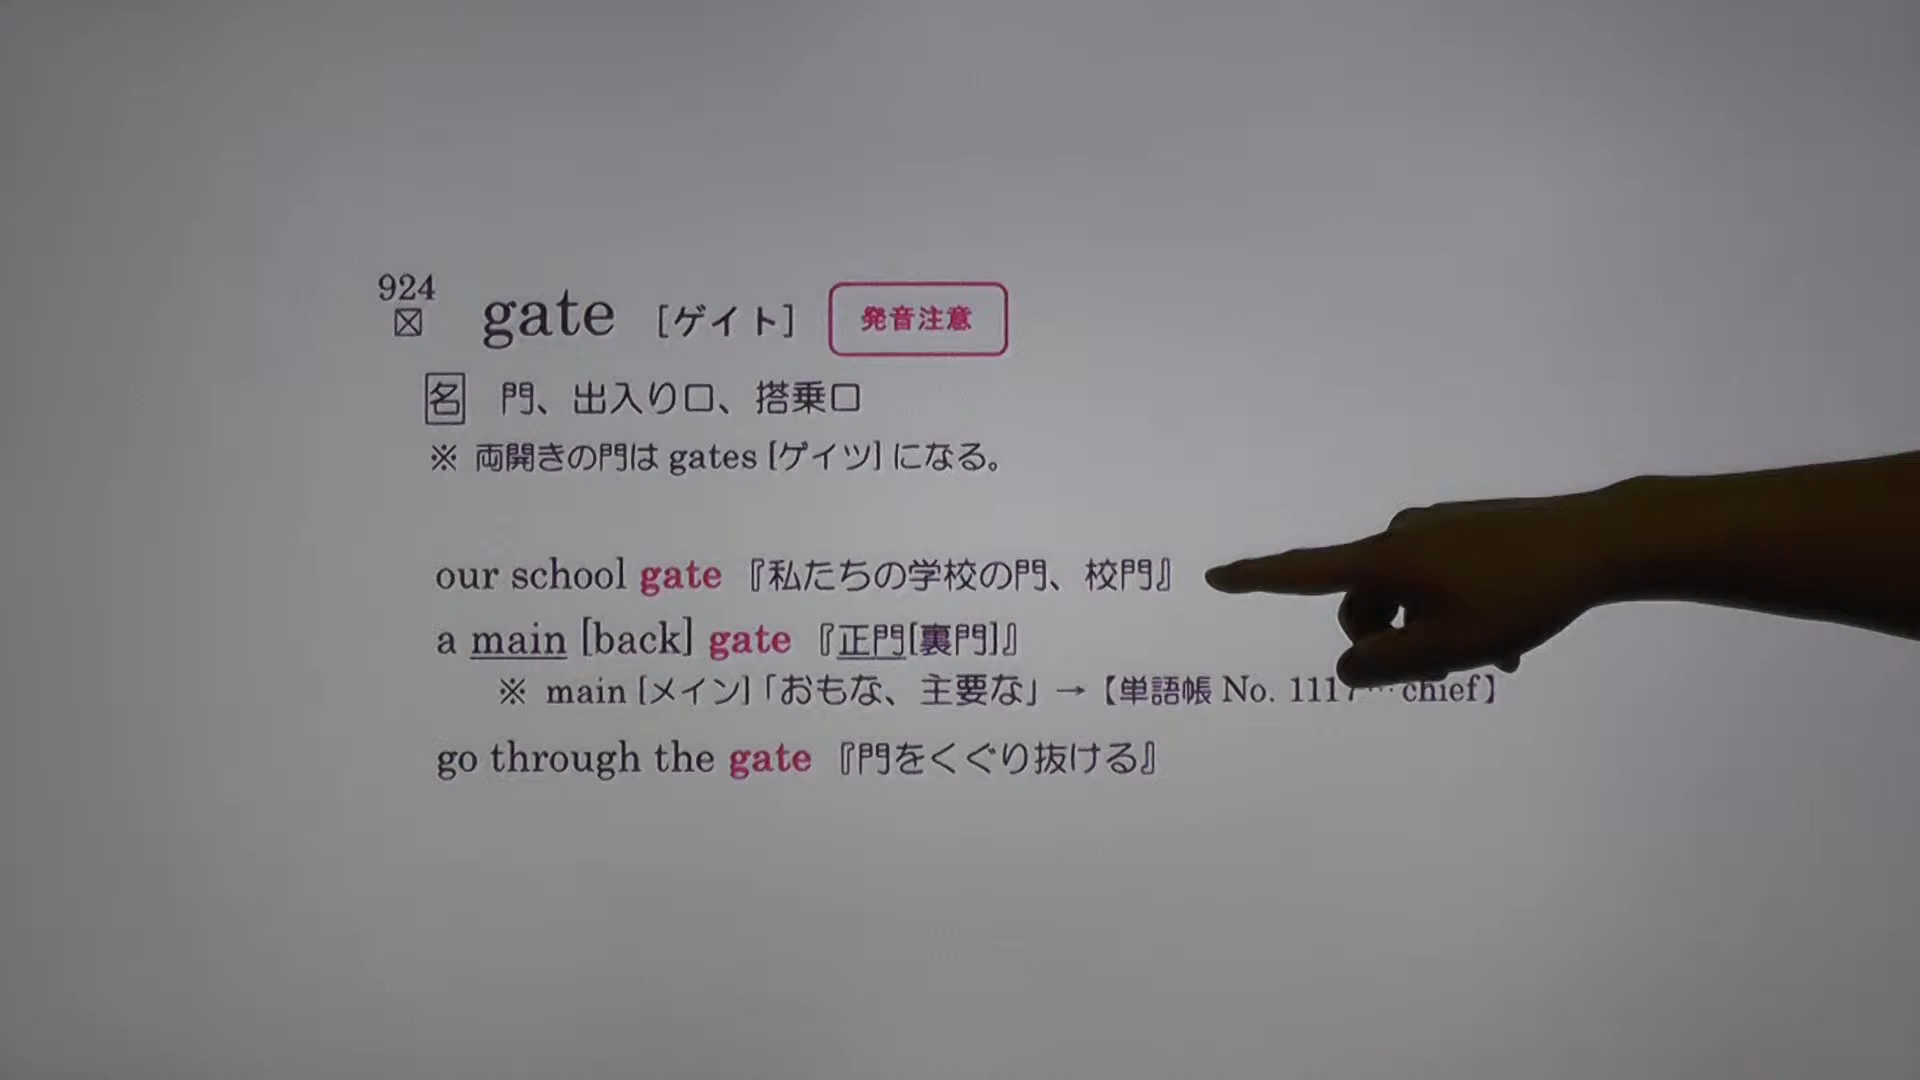 924
gate [ゲイト] 発音注意
名 門、出入り口、搭乗口
※ 両開きの門は gates [ゲイツ] になる。
our school gate 『私たちの学校の門、校門』
a main [back] gate 『正門[裏門]』
※ main [メイン]「おもな、主要な」→【単語帳 No. 1117… chief】
go through the gate 『門をくぐり抜ける』